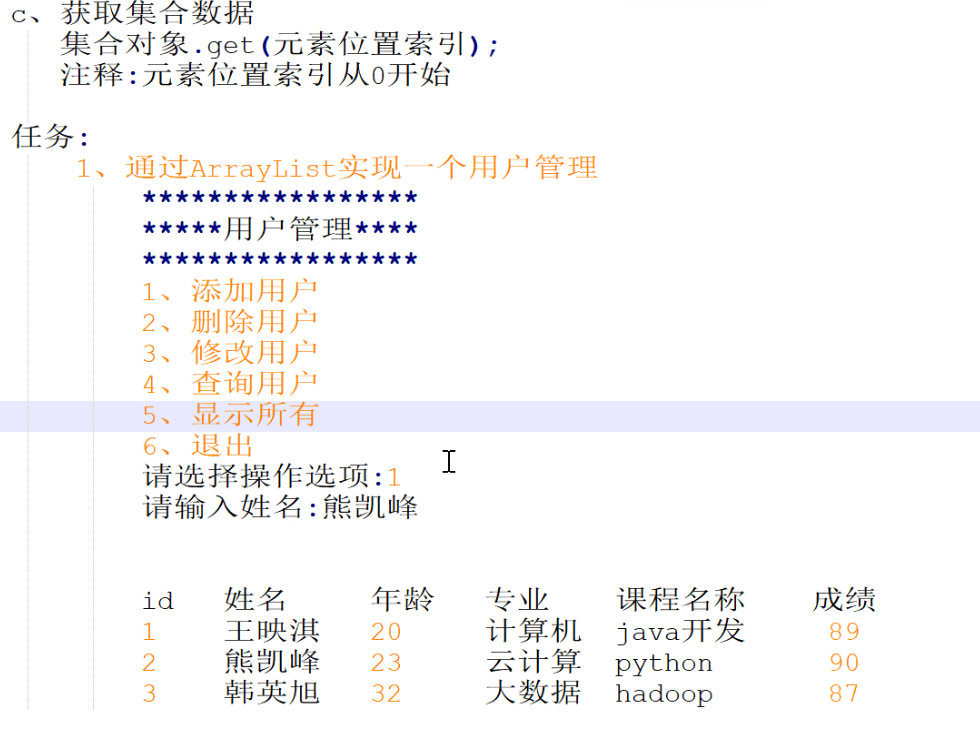 c、获取集合数据
集合对象.get(元素位置索引);
注释:元素位置索引从0开始
任务:
1、通过ArrayList实现一个用户管理
*****************
*****用户管理****
*****************
1、添加用户
2、删除用户
3、修改用户
4、查询用户
5、显示所有
6、退出
请选择操作选项:1
请输入姓名:熊凯峰
id 姓名 年龄 专业 课程名称 成绩
1 王映淇 20 计算机 java开发 89
2 熊凯峰 23 云计算 python 90
3 韩英旭 32 大数据 hadoop 87